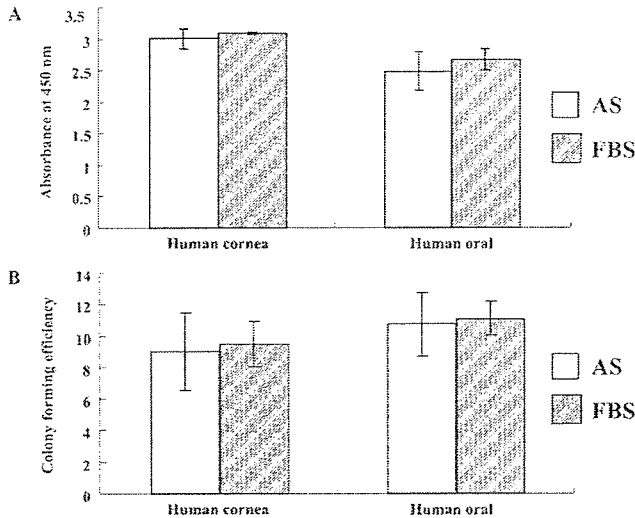 A
Absorbance at 450 nm
3.5
3
2.5
2
1.5
1
0.5
0
Human cornea
Human oral
AS
FBS
B
Colony forming efficiency
14
12
10
8
6
4
2
0
Human cornea
Human oral
AS
FBS